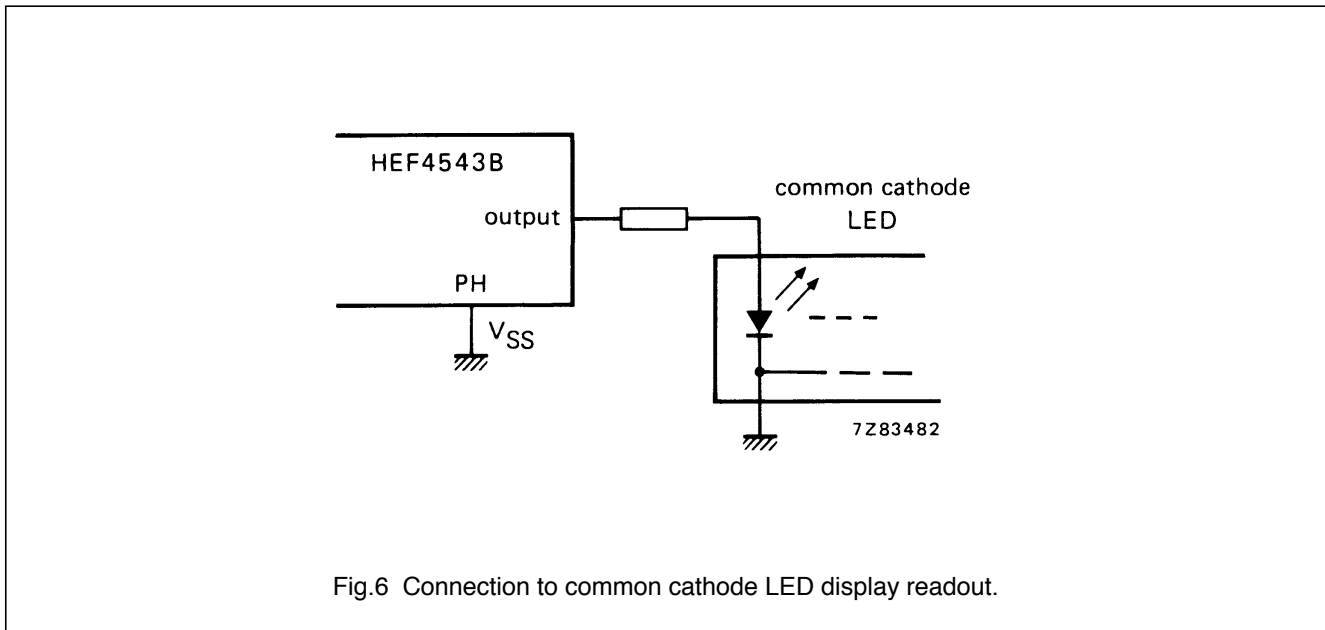 HEF4543B
output
PH
VSS
common cathode
LED
7Z83482
Fig.6 Connection to common cathode LED display readout.